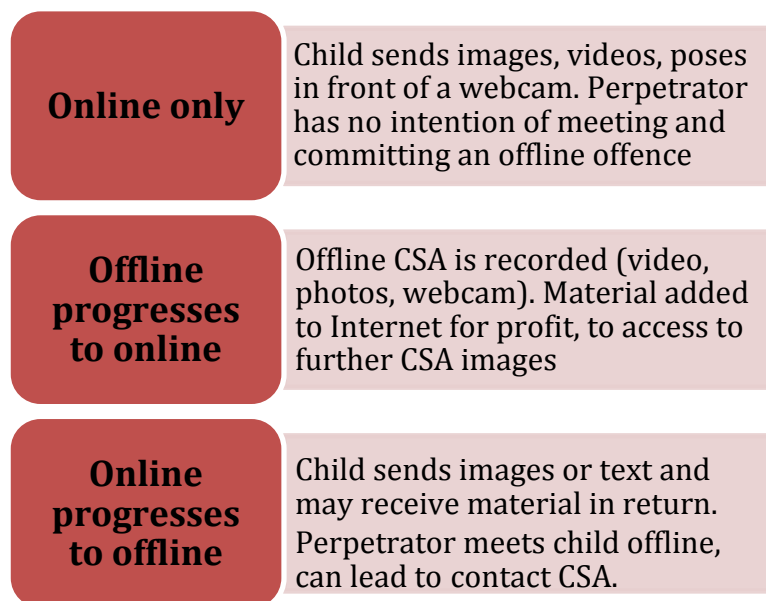 Online only
Child sends images, videos, poses
in front of a webcam. Perpetrator
has no intention of meeting and
committing an offline offence
Offline
progresses
to online
Offline CSA is recorded (video,
photos, webcam). Material added
to Internet for profit, to access to
further CSA images
Online
progresses
to offline
Child sends images or text and
may receive material in return.
Perpetrator meets child offline,
can lead to contact CSA.